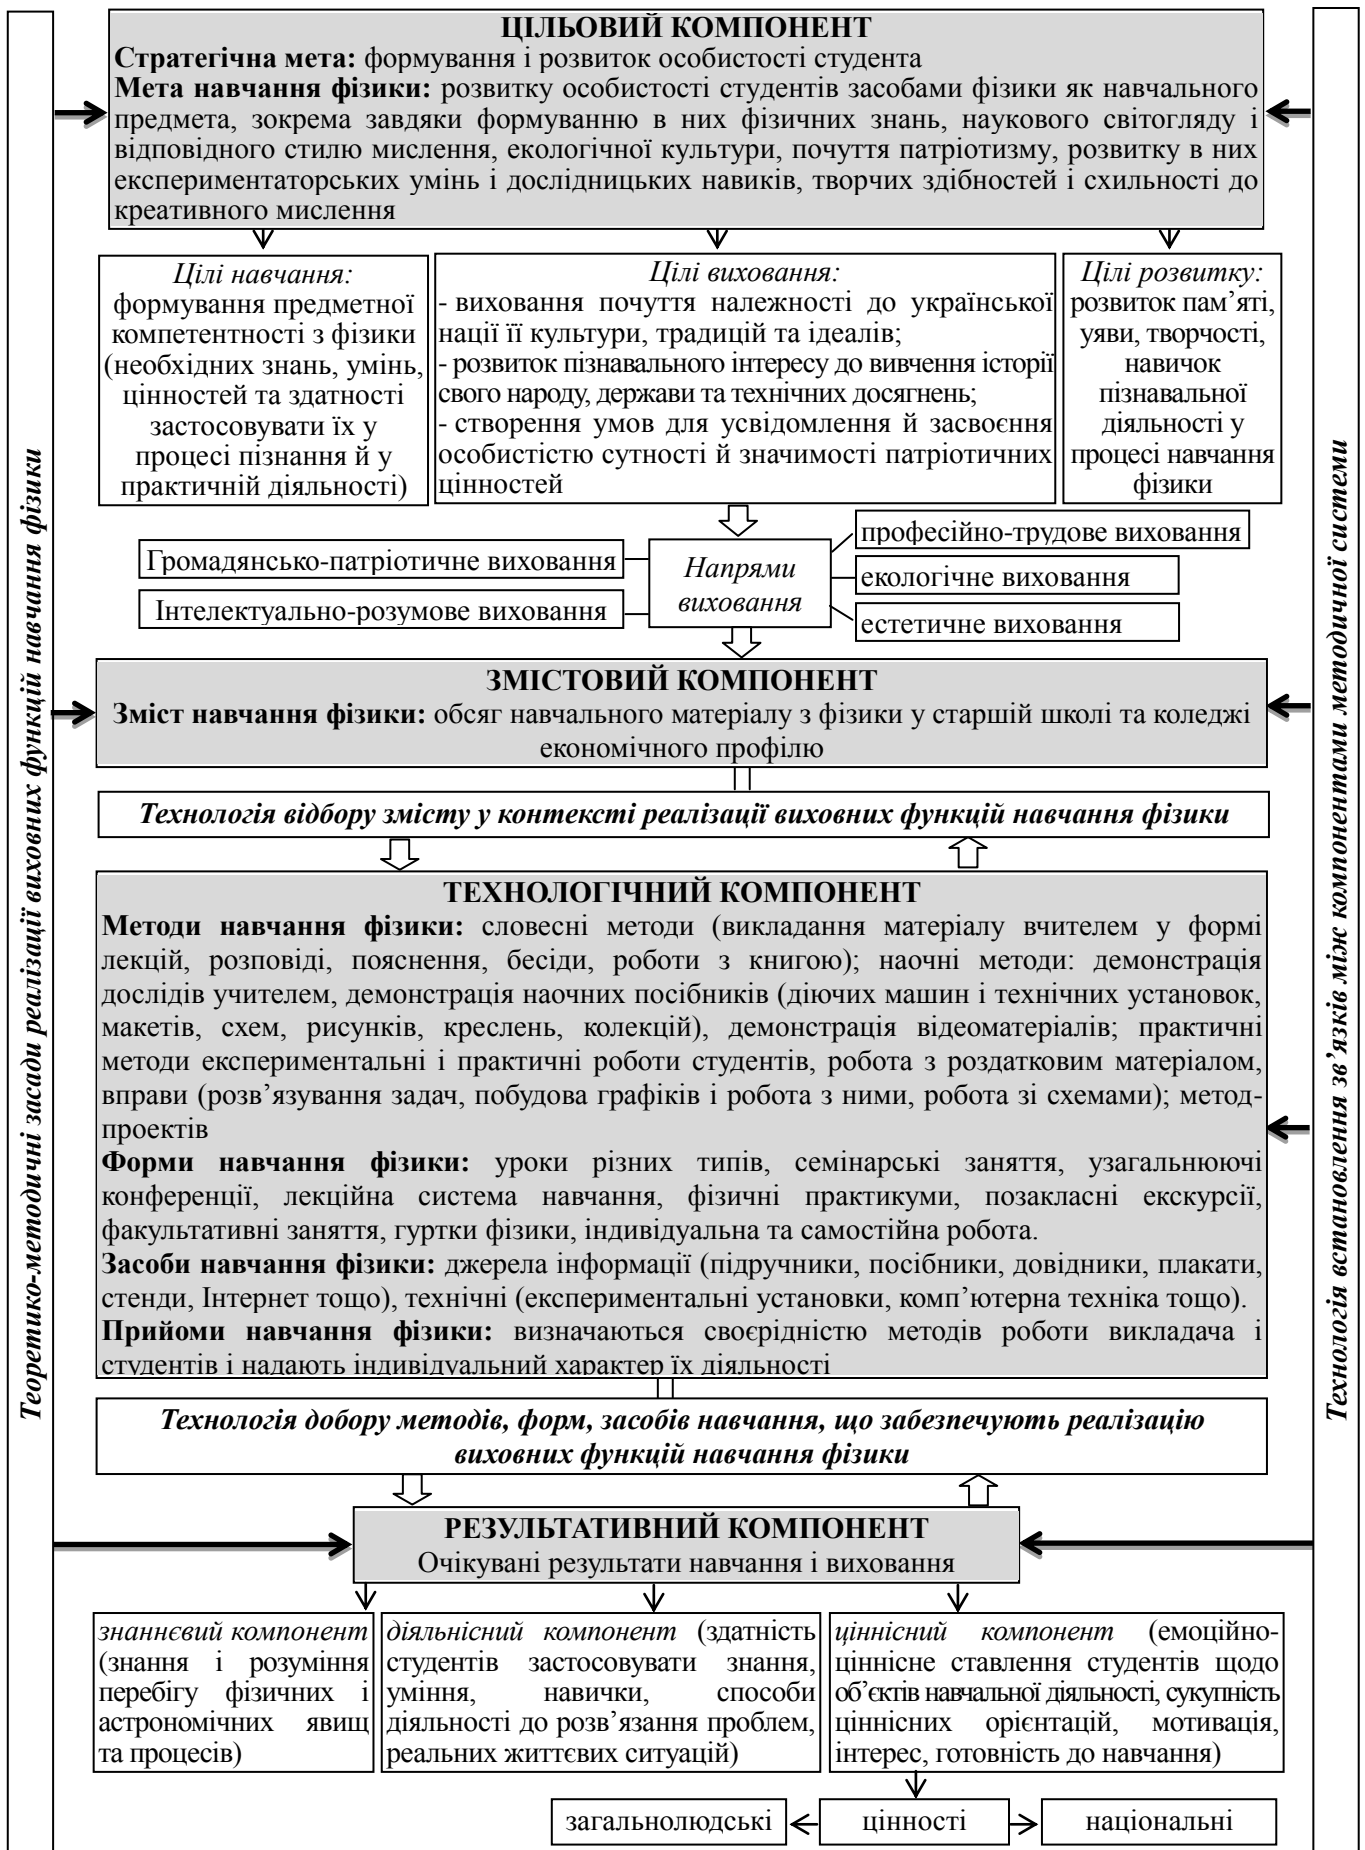 ЦІЛЬОВИЙ КОМПОНЕНТ
Стратегічна мета: формування і розвиток особистості студента
Мета навчання фізики: розвитку особистості студентів засобами фізики як навчального
предмета, зокрема завдяки формуванню в них фізичних знань, наукового світогляду і
відповідного стилю мислення, екологічної культури, почуття патріотизму, розвитку в них
експериментаторських умінь і дослідницьких навиків, творчих здібностей і схильності до
креативного мислення
Цілі навчання:
формування предметної
компетентності з фізики
(необхідних знань, умінь,
цінностей та здатності
застосовувати їх у
процесі пізнання й у
практичній діяльності)
Цілі виховання:
- виховання почуття належності до української
нації її культури, традицій та ідеалів;
- розвиток пізнавального інтересу до вивчення історії
свого народу, держави та технічних досягнень;
- створення умов для усвідомлення й засвоєння
особистістю сутності й значимості патріотичних
цінностей
Цілі розвитку:
розвиток пам’яті,
уяви, творчості,
навичок
пізнавальної
діяльності у
процесі навчання
фізики
Громадянсько-патріотичне виховання
Інтелектуально-розумове виховання
Напрями
виховання
професійно-трудове виховання
екологічне виховання
естетичне виховання
ЗМІСТОВИЙ КОМПОНЕНТ
Зміст навчання фізики: обсяг навчального матеріалу з фізики у старшій школі та коледжі
економічного профілю
Технологія відбору змісту у контексті реалізації виховних функцій навчання фізики
ТЕХНОЛОГІЧНИЙ КОМПОНЕНТ
Методи навчання фізики: словесні методи (викладання матеріалу вчителем у формі
лекцій, розповіді, пояснення, бесіди, роботи з книгою); наочні методи: демонстрація
дослідів учителем, демонстрація наочних посібників (діючих машин і технічних установок,
макетів, схем, рисунків, креслень, колекцій), демонстрація відеоматеріалів; практичні
методи експериментальні і практичні роботи студентів, робота з роздатковим матеріалом,
вправи (розв’язування задач, побудова графіків і робота з ними, робота зі схемами); метод-
проектів
Форми навчання фізики: уроки різних типів, семінарські заняття, узагальнюючі
конференції, лекційна система навчання, фізичні практикуми, позакласні екскурсії,
факультативні заняття, гуртки фізики, індивідуальна та самостійна робота.
Засоби навчання фізики: джерела інформації (підручники, посібники, довідники, плакати,
стенди, Інтернет тощо), технічні (експериментальні установки, комп’ютерна техніка тощо).
Прийоми навчання фізики: визначаються своєрідністю методів роботи викладача і
студентів і надають індивідуальний характер їх діяльності
Технологія добору методів, форм, засобів навчання, що забезпечують реалізацію
виховних функцій навчання фізики
РЕЗУЛЬТАТИВНИЙ КОМПОНЕНТ
Очікувані результати навчання і виховання
знаннєвий компонент
(знання і розуміння
перебігу фізичних і
астрономічних явищ
та процесів)
діяльнісний компонент (здатність
студентів застосовувати знання,
уміння, навички, способи
діяльності до розв’язання проблем,
реальних життєвих ситуацій)
ціннісний компонент (емоційно-
ціннісне ставлення студентів щодо
об’єктів навчальної діяльності, сукупність
ціннісних орієнтацій, мотивація,
інтерес, готовність до навчання)
загальнолюдські
цінності
національні
Теоретико-методичні засади реалізації виховних функцій навчання фізики
Технологія встановлення зв’язків між компонентами методичної системи